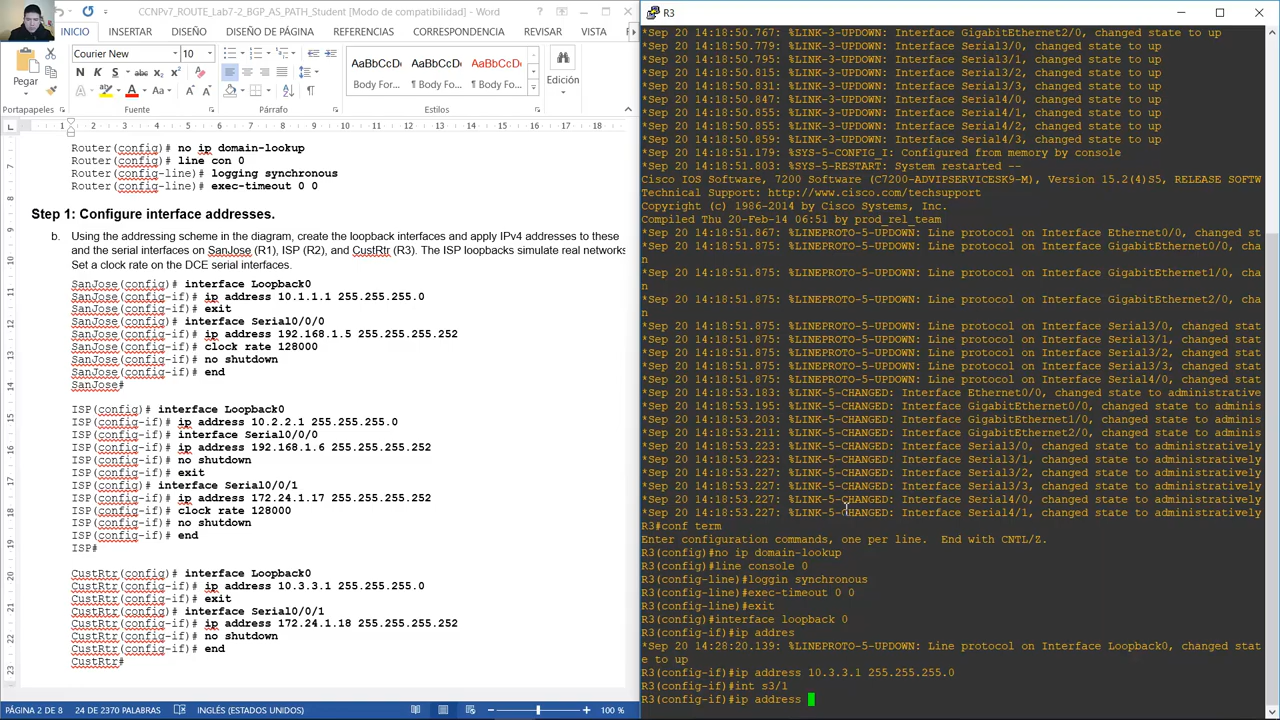 CCNPv7_ROUTE_Lab7-2_BGP_AS_PATH_Student [Modo de compatibilidad] - Word
INICIO INSERTAR DISEÑO DISEÑO DE PÁGINA REFERENCIAS CORRESPONDENCIA REVISAR VISTA
Pegar
Courier New 10
N K S abc x₂ x²
Aa
AaBbCcD AaBbCcD AaBbCcD
Body For... ¶ Body For... ¶ Body For...
Edición
Portapapeles Fuente Párrafo Estilos
1 2 3 4 5 6 7 8 9 10 11 12 13 14 15 16 17 18
Router(config)# no ip domain-lookup
Router(config)# line con 0
Router(config-line)# logging synchronous
Router(config-line)# exec-timeout 0 0
Step 1: Configure interface addresses.
b. Using the addressing scheme in the diagram, create the loopback interfaces and apply IPv4 addresses to these
and the serial interfaces on SanJose (R1), ISP (R2), and CustRtr (R3). The ISP loopbacks simulate real networks
Set a clock rate on the DCE serial interfaces.
SanJose(config)# interface Loopback0
SanJose(config-if)# ip address 10.1.1.1 255.255.255.0
SanJose(config-if)# exit
SanJose(config)# interface Serial0/0/0
SanJose(config-if)# ip address 192.168.1.5 255.255.255.252
SanJose(config-if)# clock rate 128000
SanJose(config-if)# no shutdown
SanJose(config-if)# end
SanJose#
ISP(config)# interface Loopback0
ISP(config-if)# ip address 10.2.2.1 255.255.255.0
ISP(config-if)# interface Serial0/0/0
ISP(config-if)# ip address 192.168.1.6 255.255.255.252
ISP(config-if)# no shutdown
ISP(config-if)# exit
ISP(config)# interface Serial0/0/1
ISP(config-if)# ip address 172.24.1.17 255.255.255.252
ISP(config-if)# clock rate 128000
ISP(config-if)# no shutdown
ISP(config-if)# end
ISP#
CustRtr(config)# interface Loopback0
CustRtr(config-if)# ip address 10.3.3.1 255.255.255.0
CustRtr(config-if)# exit
CustRtr(config)# interface Serial0/0/1
CustRtr(config-if)# ip address 172.24.1.18 255.255.255.252
CustRtr(config-if)# no shutdown
CustRtr(config-if)# end
CustRtr#
PÁGINA 2 DE 8 24 DE 2370 PALABRAS INGLÉS (ESTADOS UNIDOS) 100 %
R3
*Sep 20 14:18:50.767: %LINK-3-UPDOWN: Interface GigabitEthernet2/0, changed state to up
*Sep 20 14:18:50.779: %LINK-3-UPDOWN: Interface Serial3/0, changed state to up
*Sep 20 14:18:50.795: %LINK-3-UPDOWN: Interface Serial3/1, changed state to up
*Sep 20 14:18:50.815: %LINK-3-UPDOWN: Interface Serial3/2, changed state to up
*Sep 20 14:18:50.831: %LINK-3-UPDOWN: Interface Serial3/3, changed state to up
*Sep 20 14:18:50.847: %LINK-3-UPDOWN: Interface Serial4/0, changed state to up
*Sep 20 14:18:50.855: %LINK-3-UPDOWN: Interface Serial4/1, changed state to up
*Sep 20 14:18:50.855: %LINK-3-UPDOWN: Interface Serial4/2, changed state to up
*Sep 20 14:18:50.859: %LINK-3-UPDOWN: Interface Serial4/3, changed state to up
*Sep 20 14:18:51.179: %SYS-5-CONFIG_I: Configured from memory by console
*Sep 20 14:18:51.803: %SYS-5-RESTART: System restarted --
Cisco IOS Software, 7200 Software (C7200-ADVIPSERVICESK9-M), Version 15.2(4)S5, RELEASE SOFTW
Technical Support: http://www.cisco.com/techsupport
Copyright (c) 1986-2014 by Cisco Systems, Inc.
Compiled Thu 20-Feb-14 06:51 by prod_rel_team
*Sep 20 14:18:51.867: %LINEPROTO-5-UPDOWN: Line protocol on Interface Ethernet0/0, changed st
*Sep 20 14:18:51.875: %LINEPROTO-5-UPDOWN: Line protocol on Interface GigabitEthernet0/0, cha
n
*Sep 20 14:18:51.875: %LINEPROTO-5-UPDOWN: Line protocol on Interface GigabitEthernet1/0, cha
n
*Sep 20 14:18:51.875: %LINEPROTO-5-UPDOWN: Line protocol on Interface GigabitEthernet2/0, cha
n
*Sep 20 14:18:51.875: %LINEPROTO-5-UPDOWN: Line protocol on Interface Serial3/0, changed stat
*Sep 20 14:18:51.875: %LINEPROTO-5-UPDOWN: Line protocol on Interface Serial3/1, changed stat
*Sep 20 14:18:51.875: %LINEPROTO-5-UPDOWN: Line protocol on Interface Serial3/2, changed stat
*Sep 20 14:18:51.875: %LINEPROTO-5-UPDOWN: Line protocol on Interface Serial3/3, changed stat
*Sep 20 14:18:51.875: %LINEPROTO-5-UPDOWN: Line protocol on Interface Serial4/0, changed stat
*Sep 20 14:18:53.183: %LINK-5-CHANGED: Interface Ethernet0/0, changed state to administrative
*Sep 20 14:18:53.195: %LINK-5-CHANGED: Interface GigabitEthernet0/0, changed state to adminis
*Sep 20 14:18:53.203: %LINK-5-CHANGED: Interface GigabitEthernet1/0, changed state to adminis
*Sep 20 14:18:53.211: %LINK-5-CHANGED: Interface GigabitEthernet2/0, changed state to adminis
*Sep 20 14:18:53.223: %LINK-5-CHANGED: Interface Serial3/0, changed state to administratively
*Sep 20 14:18:53.223: %LINK-5-CHANGED: Interface Serial3/1, changed state to administratively
*Sep 20 14:18:53.227: %LINK-5-CHANGED: Interface Serial3/2, changed state to administratively
*Sep 20 14:18:53.227: %LINK-5-CHANGED: Interface Serial3/3, changed state to administratively
*Sep 20 14:18:53.227: %LINK-5-CHANGED: Interface Serial4/0, changed state to administratively
*Sep 20 14:18:53.227: %LINK-5-CHANGED: Interface Serial4/1, changed state to administratively
R3#conf term
Enter configuration commands, one per line. End with CNTL/Z.
R3(config)#no ip domain-lookup
R3(config)#line console 0
R3(config-line)#loggin synchronous
R3(config-line)#exec-timeout 0 0
R3(config-line)#exit
R3(config)#interface loopback 0
R3(config-if)#ip addres
*Sep 20 14:28:20.139: %LINEPROTO-5-UPDOWN: Line protocol on Interface Loopback0, changed stat
e to up
R3(config-if)#ip address 10.3.3.1 255.255.255.0
R3(config-if)#int s3/1
R3(config-if)#ip address